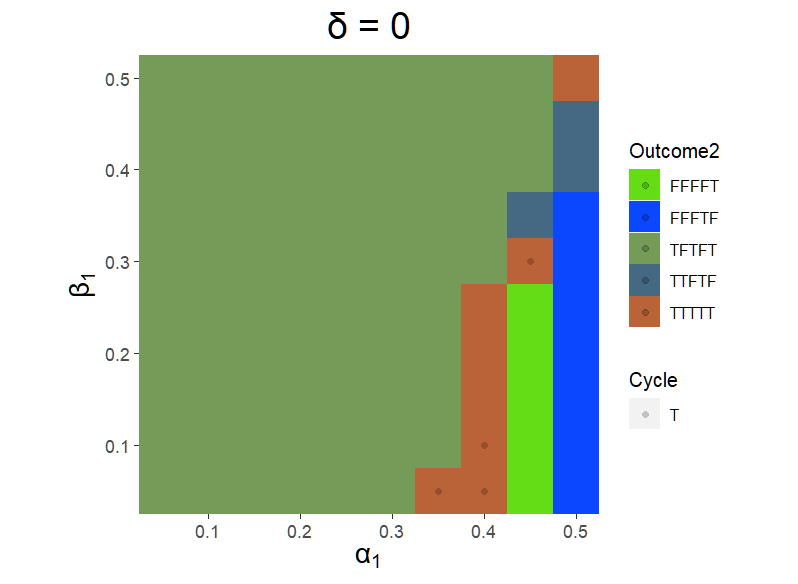 δ = 0
0.5
0.4
0.3
0.2
0.1
β1
0.1 0.2 0.3 0.4 0.5
α1
Outcome2
FFFFT
FFFTF
TFTFT
TTFTF
TTTTT
Cycle
T